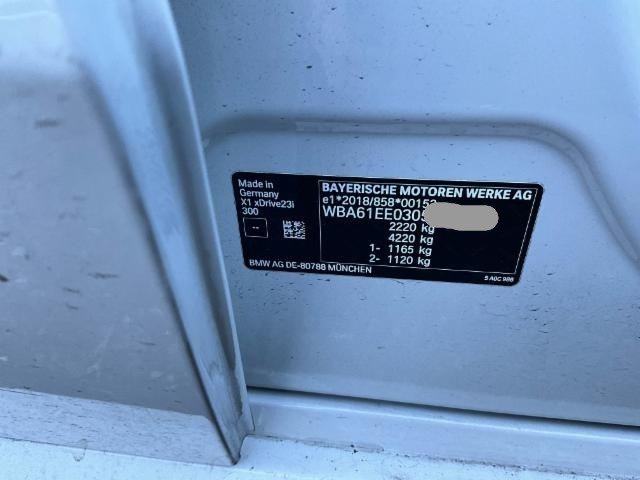 Made in
Germany
X1 xDrive23i
300
--
BMW AG DE-80788 MÜNCHEN
BAYERISCHE MOTOREN WERKE AG
e1*2018/858*00152
WBA61EE030
2220 kg
4220 kg
1- 1165 kg
2- 1120 kg